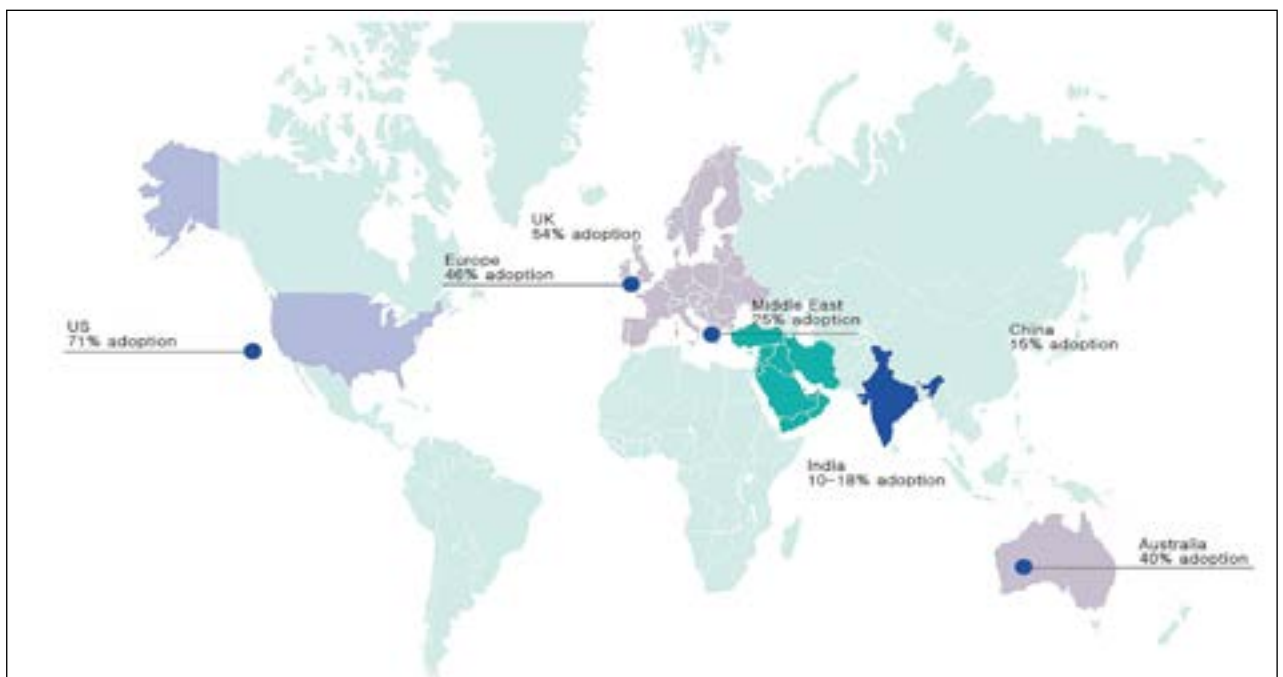 UK
54% adoption
Europe
46% adoption
Middle East
25% adoption
US
71% adoption
China
15% adoption
India
10-18% adoption
Australia
40% adoption